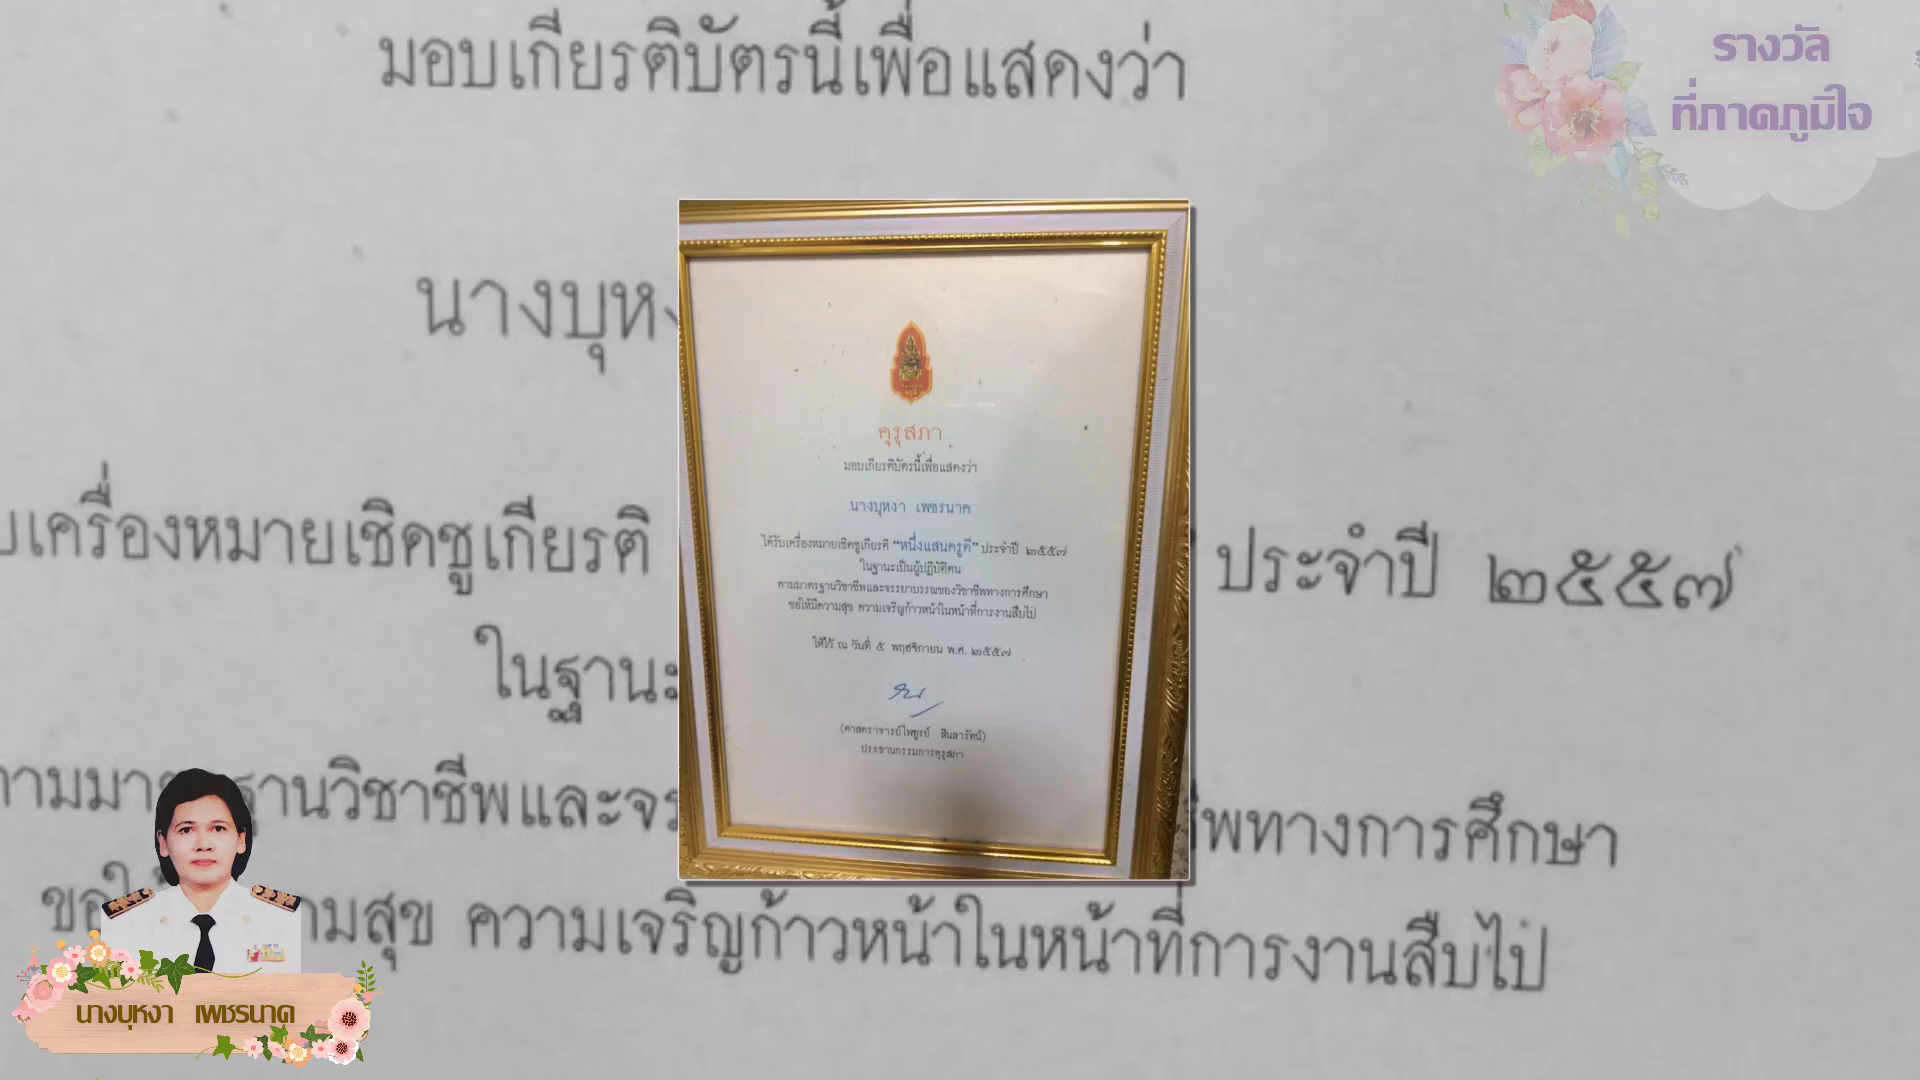 มอบเกียรติบัตรนี้เพื่อแสดงว่า
รางวัล
ที่ภาคภูมิใจ
นางบุหง
บเครื่องหมายเชิดชูเกียรติ
ประจำปี ๒๕๕๗
ในฐานะ
ตามมา
ฐานวิชาชีพและจร
ชีพทางการศึกษา
ขอให้
ามสุข ความเจริญก้าวหน้าในหน้าที่การงานสืบไป
คุรุสภา
มอบเกียรติบัตรนี้เพื่อแสดงว่า
นางบุหงา เพชรนาค
ได้รับเครื่องหมายเชิดชูเกียรติ "หนึ่งแสนครูดี" ประจำปี ๒๕๕๗
ในฐานะเป็นผู้ปฏิบัติตน
ตามมาตรฐานวิชาชีพและจรรยาบรรณของวิชาชีพทางการศึกษา
ขอให้มีความสุข ความเจริญก้าวหน้าในหน้าที่การงานสืบไป
ให้ไว้ ณ วันที่ ๕ พฤศจิกายน พ.ศ. ๒๕๕๗
(ศาสตราจารย์ไพฑูรย์ สินลารัตน์)
ประธานกรรมการคุรุสภา
นางบุหงา เพชรนาค